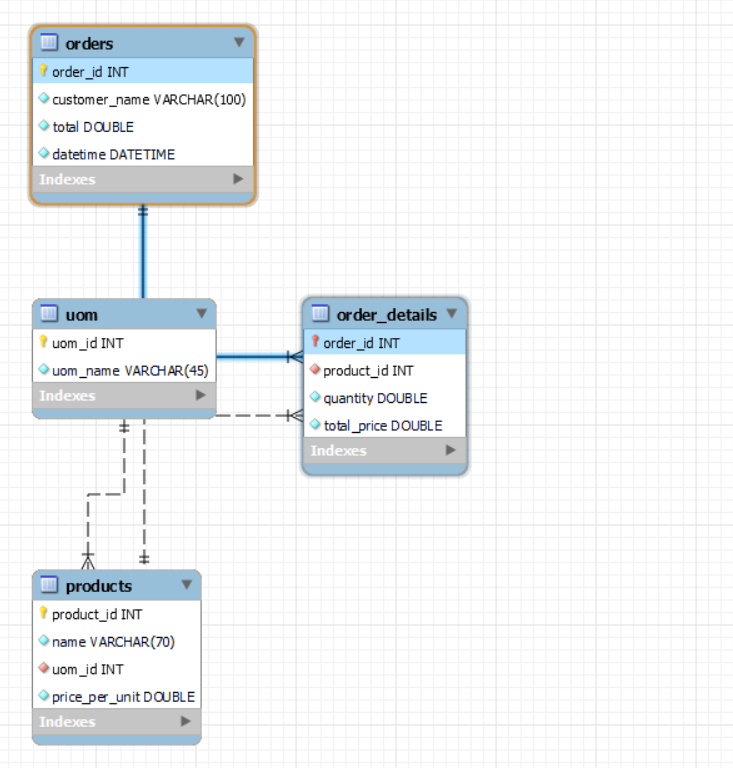 orders
order_id INT
customer_name VARCHAR(100)
total DOUBLE
datetime DATETIME
Indexes
uom
uom_id INT
uom_name VARCHAR(45)
Indexes
order_details
order_id INT
product_id INT
quantity DOUBLE
total_price DOUBLE
Indexes
products
product_id INT
name VARCHAR(70)
uom_id INT
price_per_unit DOUBLE
Indexes